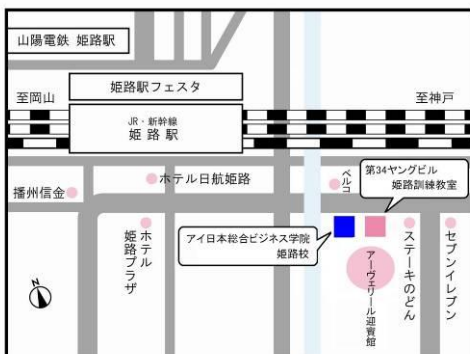 山陽電鉄 姫路駅
姫路駅フェスタ
至岡山
至神戸
JR・新幹線
姫路駅
第34ヤングビル
姫路訓練教室
ベルコ
ホテル日航姫路
播州信金
アイ日本総合ビジネス学院
姫路校
ホテル
姫路プラザ
アーヴェリール迎賓館
ステーキのどん
セブンイレブン
N